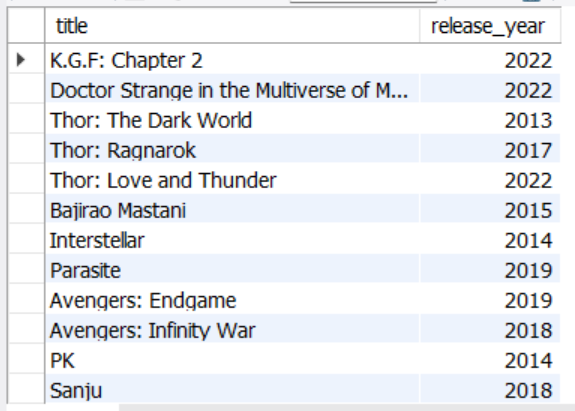 title release_year
K.G.F: Chapter 2 2022
Doctor Strange in the Multiverse of M... 2022
Thor: The Dark World 2013
Thor: Ragnarok 2017
Thor: Love and Thunder 2022
Bajirao Mastani 2015
Interstellar 2014
Parasite 2019
Avengers: Endgame 2019
Avengers: Infinity War 2018
PK 2014
Sanju 2018